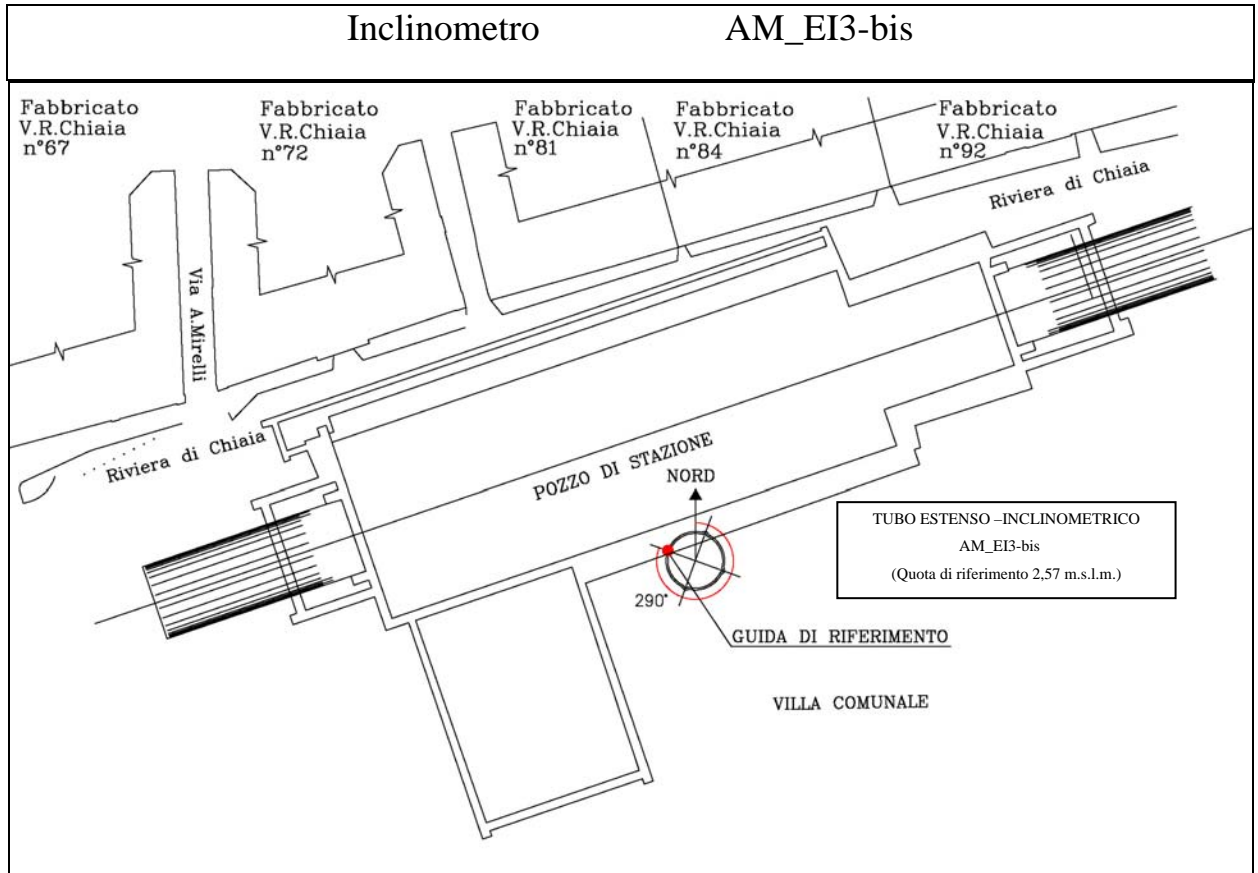 Inclinometro AM_EI3-bis
Fabbricato
V.R.Chiaia
n°67
Fabbricato
V.R.Chiaia
n°72
Fabbricato
V.R.Chiaia
n°81
Fabbricato
V.R.Chiaia
n°84
Fabbricato
V.R.Chiaia
n°92
Riviera di Chiaia
Via A.Mirelli
Riviera di Chiaia
POZZO DI STAZIONE
NORD
TUBO ESTENSO –INCLINOMETRICO
AM_EI3-bis
(Quota di riferimento 2,57 m.s.l.m.)
290°
GUIDA DI RIFERIMENTO
VILLA COMUNALE